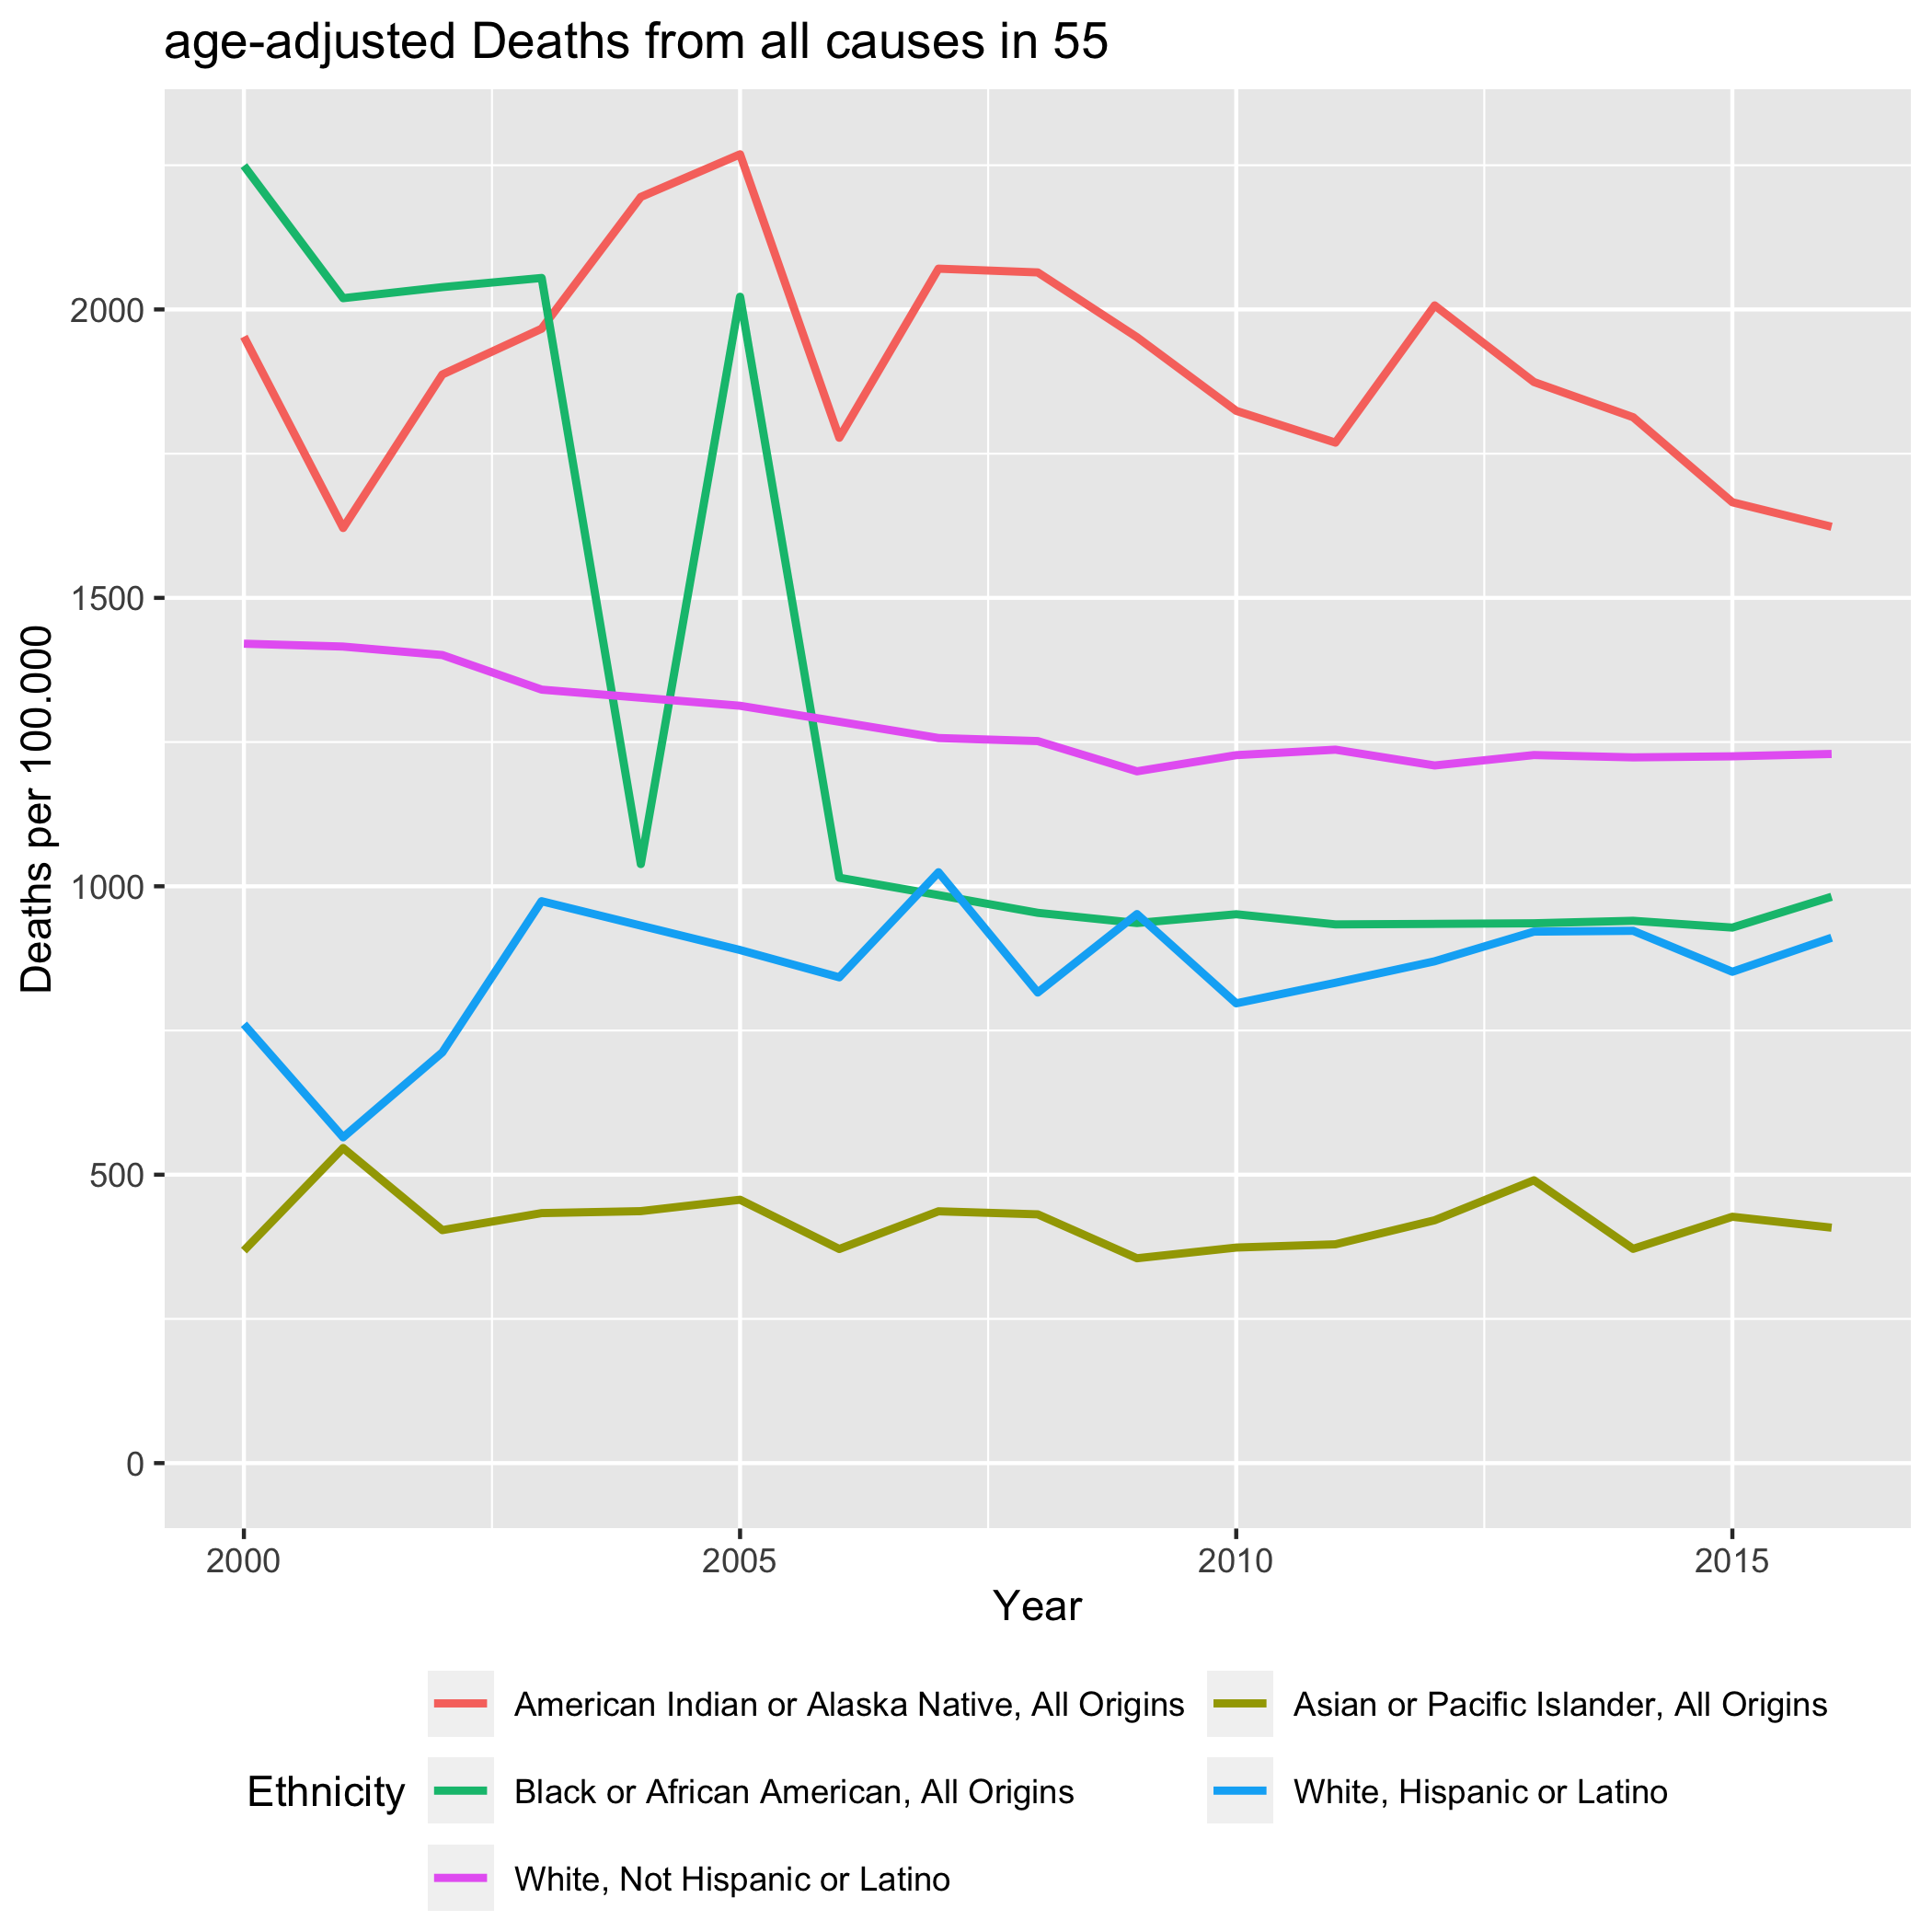 age-adjusted Deaths from all causes in 55
Deaths per 100.000
2000
1500
1000
500
0
2000 2005 2010 2015
Year
Ethnicity
American Indian or Alaska Native, All Origins
Asian or Pacific Islander, All Origins
Black or African American, All Origins
White, Hispanic or Latino
White, Not Hispanic or Latino